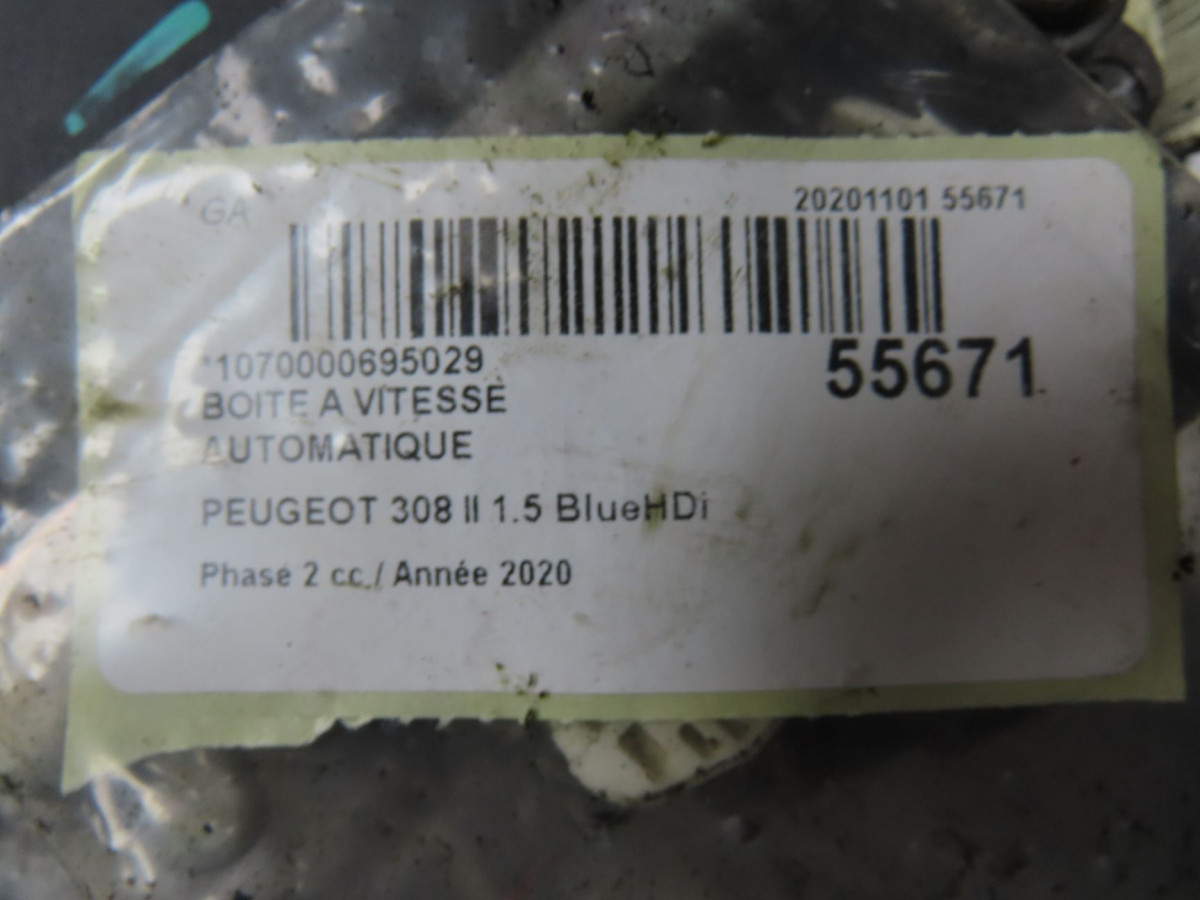 GA
20201101 55671
*1070000695029
55671
BOITE A VITESSE
AUTOMATIQUE
PEUGEOT 308 II 1.5 BlueHDi
Phase 2 cc / Année 2020